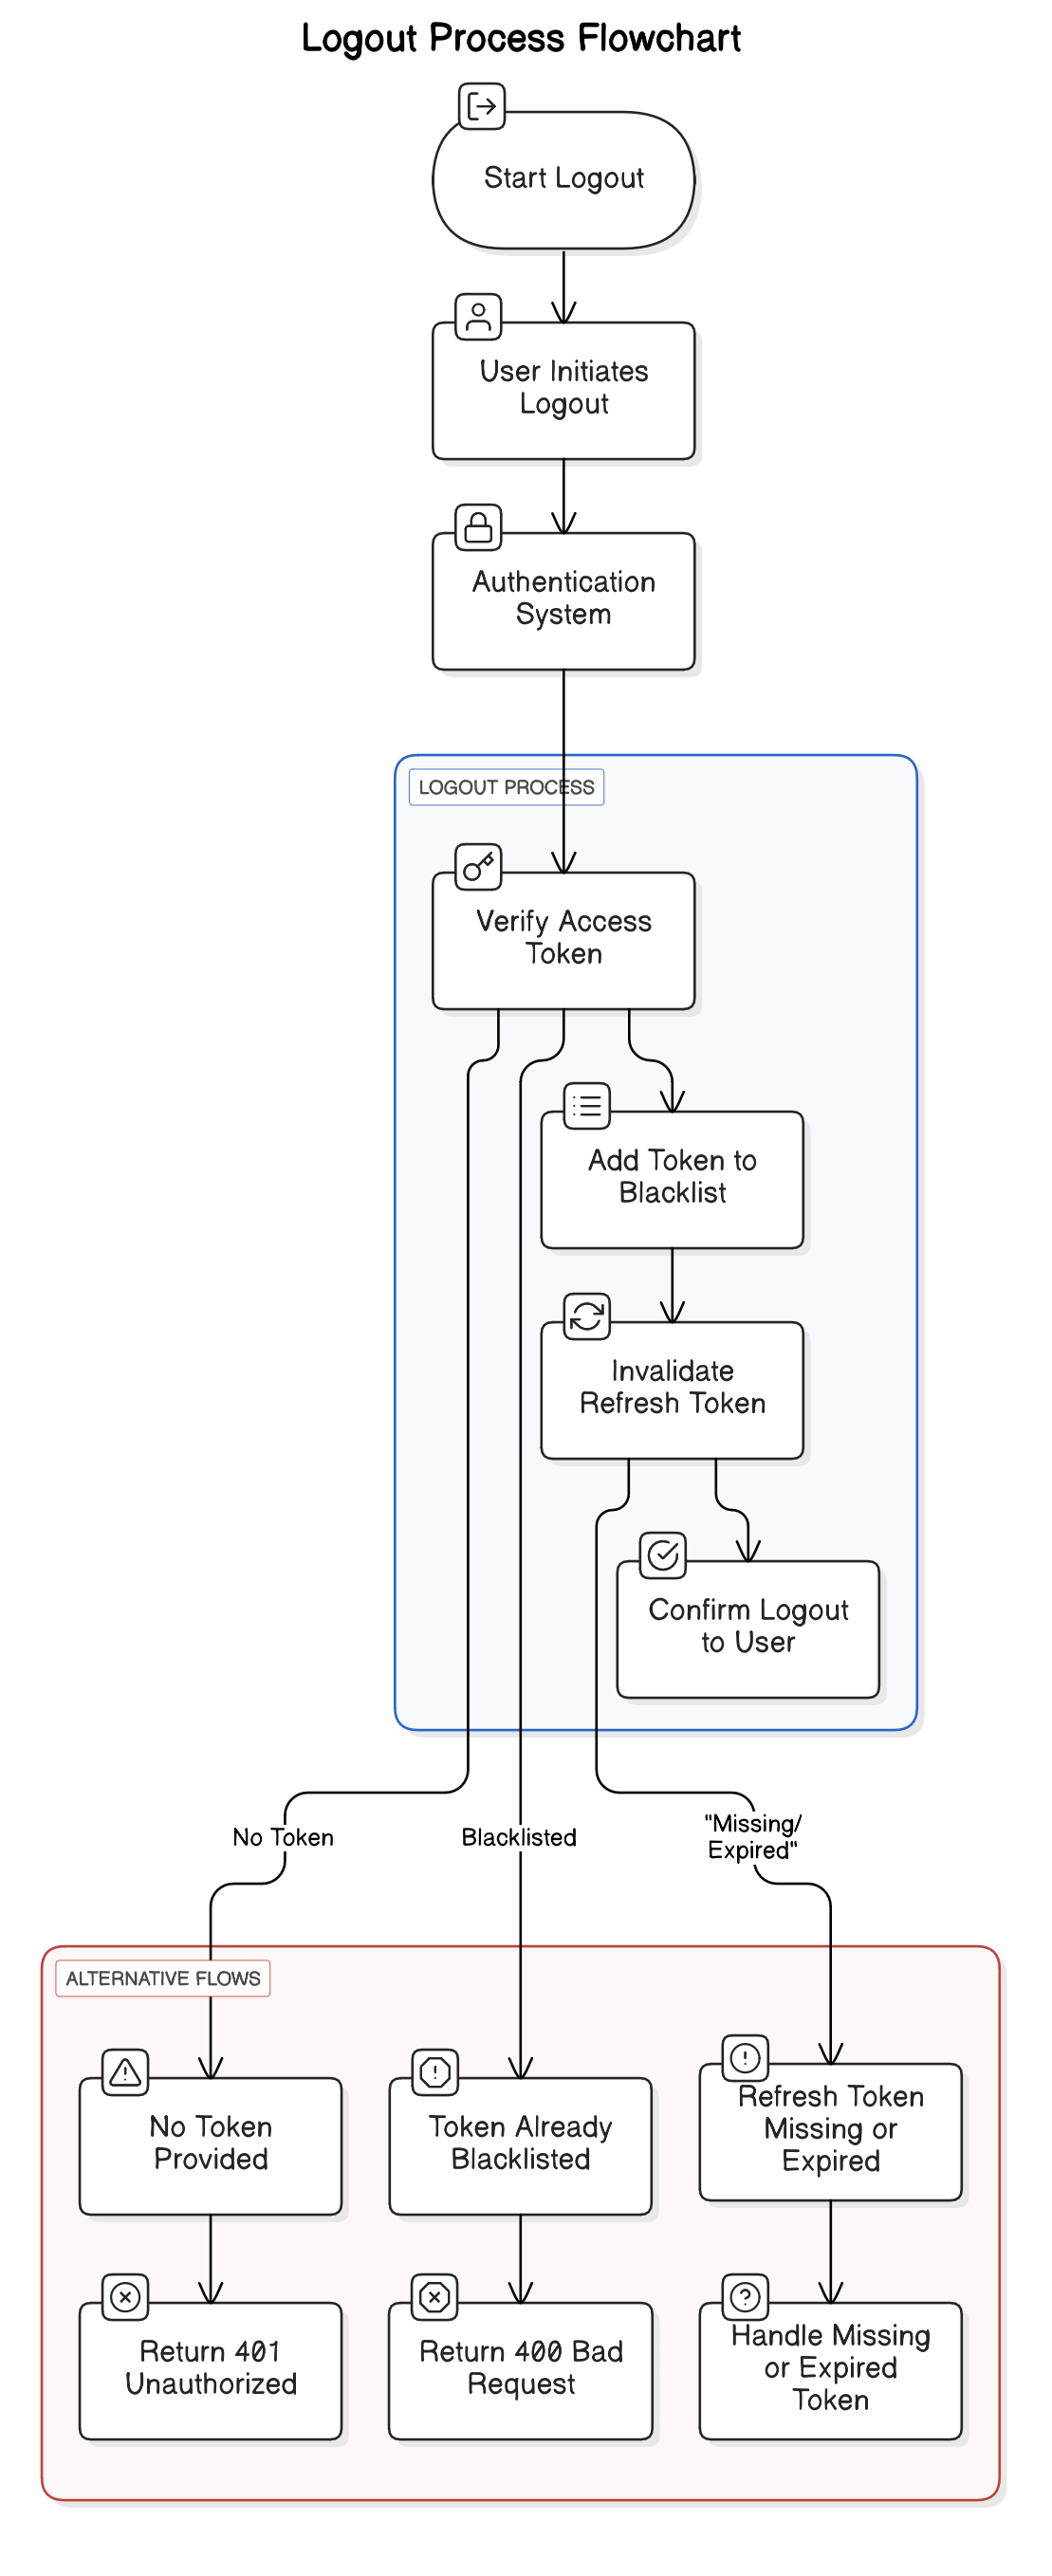 Logout Process Flowchart
Start Logout
User Initiates
Logout
Authentication
System
LOGOUT PROCESS
Verify Access
Token
Add Token to
Blacklist
Invalidate
Refresh Token
Confirm Logout
to User
No Token
Blacklisted
"Missing/
Expired"
ALTERNATIVE FLOWS
No Token
Provided
Token Already
Blacklisted
Refresh Token
Missing or
Expired
Return 401
Unauthorized
Return 400 Bad
Request
Handle Missing
or Expired
Token